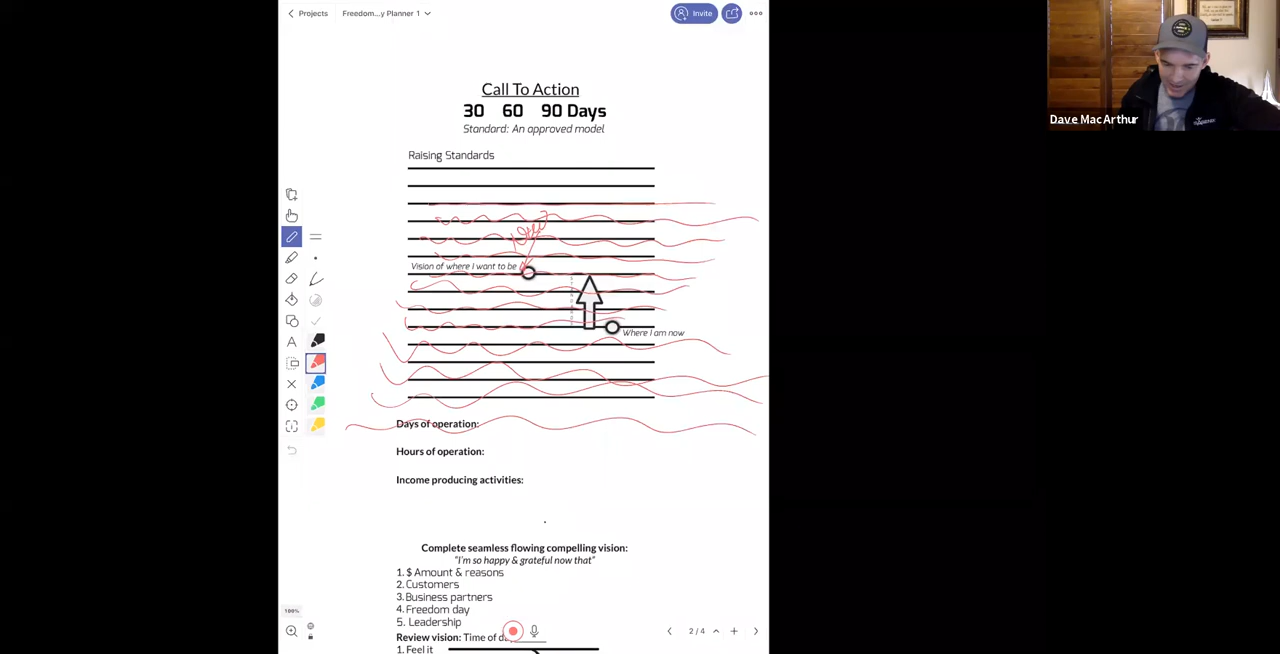 Projects
Freedom...y Planner 1
Invite
Call To Action
30 60 90 Days
Standard: An approved model
Raising Standards
Vision of where I want to be
Where I am now
Days of operation:
Hours of operation:
Income producing activities:
Complete seamless flowing compelling vision:
"I'm so happy & grateful now that"
1. $ Amount & reasons
2. Customers
3. Business partners
4. Freedom day
5. Leadership
Review vision: Time of d
1. Feel it
100%
2 / 4
A
Dave Mac Arthur